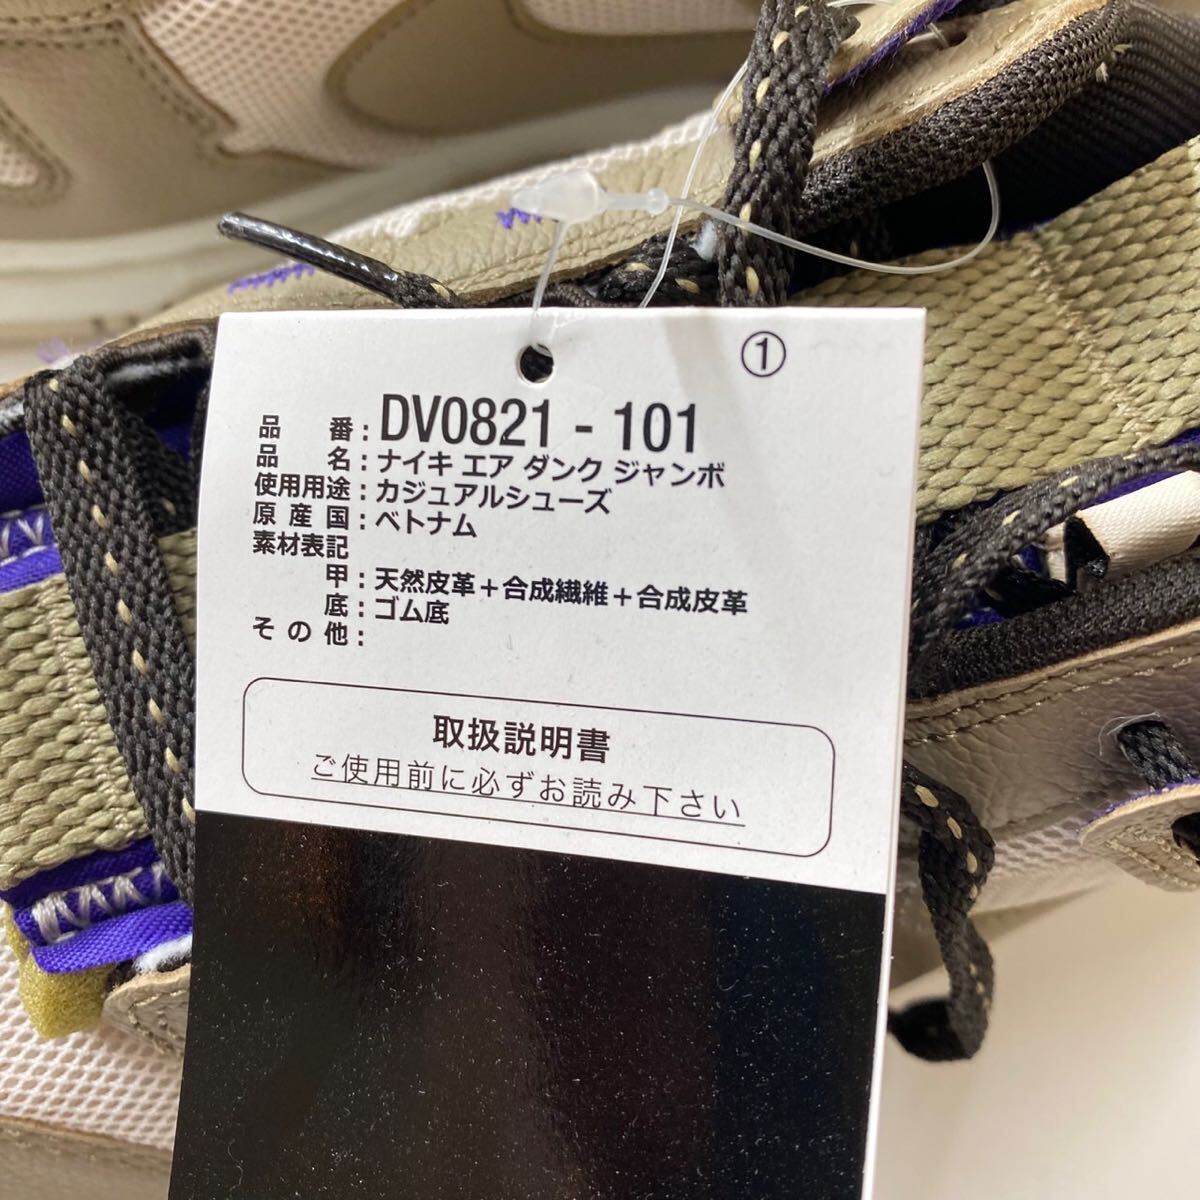 ①
品番:DV0821-101
品名:ナイキ エア ダンク ジャンボ
使用用途:カジュアルシューズ
原産国:ベトナム
素材表記
甲:天然皮革+合成繊維+合成皮革
底:ゴム底
その他:
取扱説明書
ご使用前に必ずお読み下さい